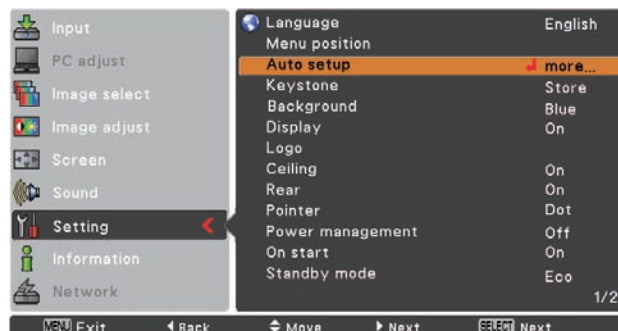 Input
PC adjust
Image select
Image adjust
Screen
Sound
Setting
Information
Network
Language English
Menu position
Auto setup more...
Keystone Store
Background Blue
Display On
Logo
Ceiling On
Rear On
Pointer Dot
Power management Off
On start On
Standby mode Eco
1/2
MENU Exit Back Move Next SELECT Next